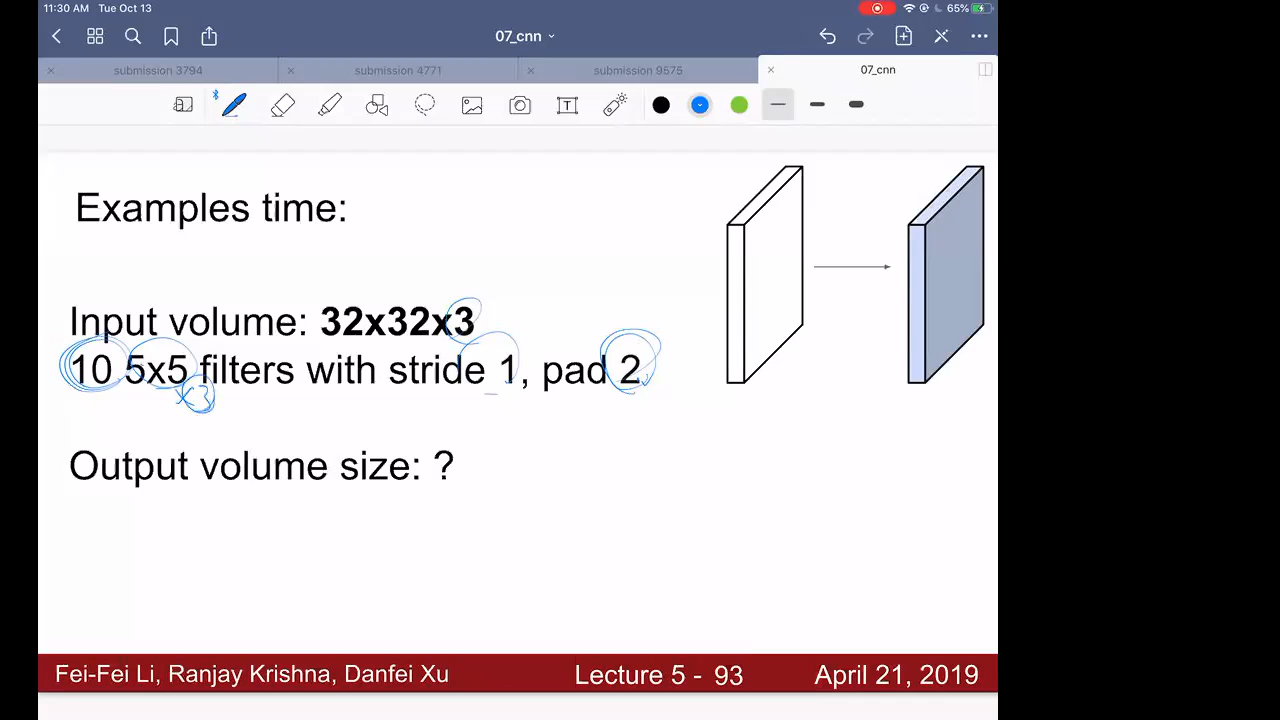 11:30 AM Tue Oct 13
65%
07_cnn
submission 3794
submission 4771
submission 9575
07_cnn
T
Examples time:
Input volume: 32x32x3
10 5x5 filters with stride 1, pad 2
x3
Output volume size: ?
Fei-Fei Li, Ranjay Krishna, Danfei Xu
Lecture 5 - 93
April 21, 2019